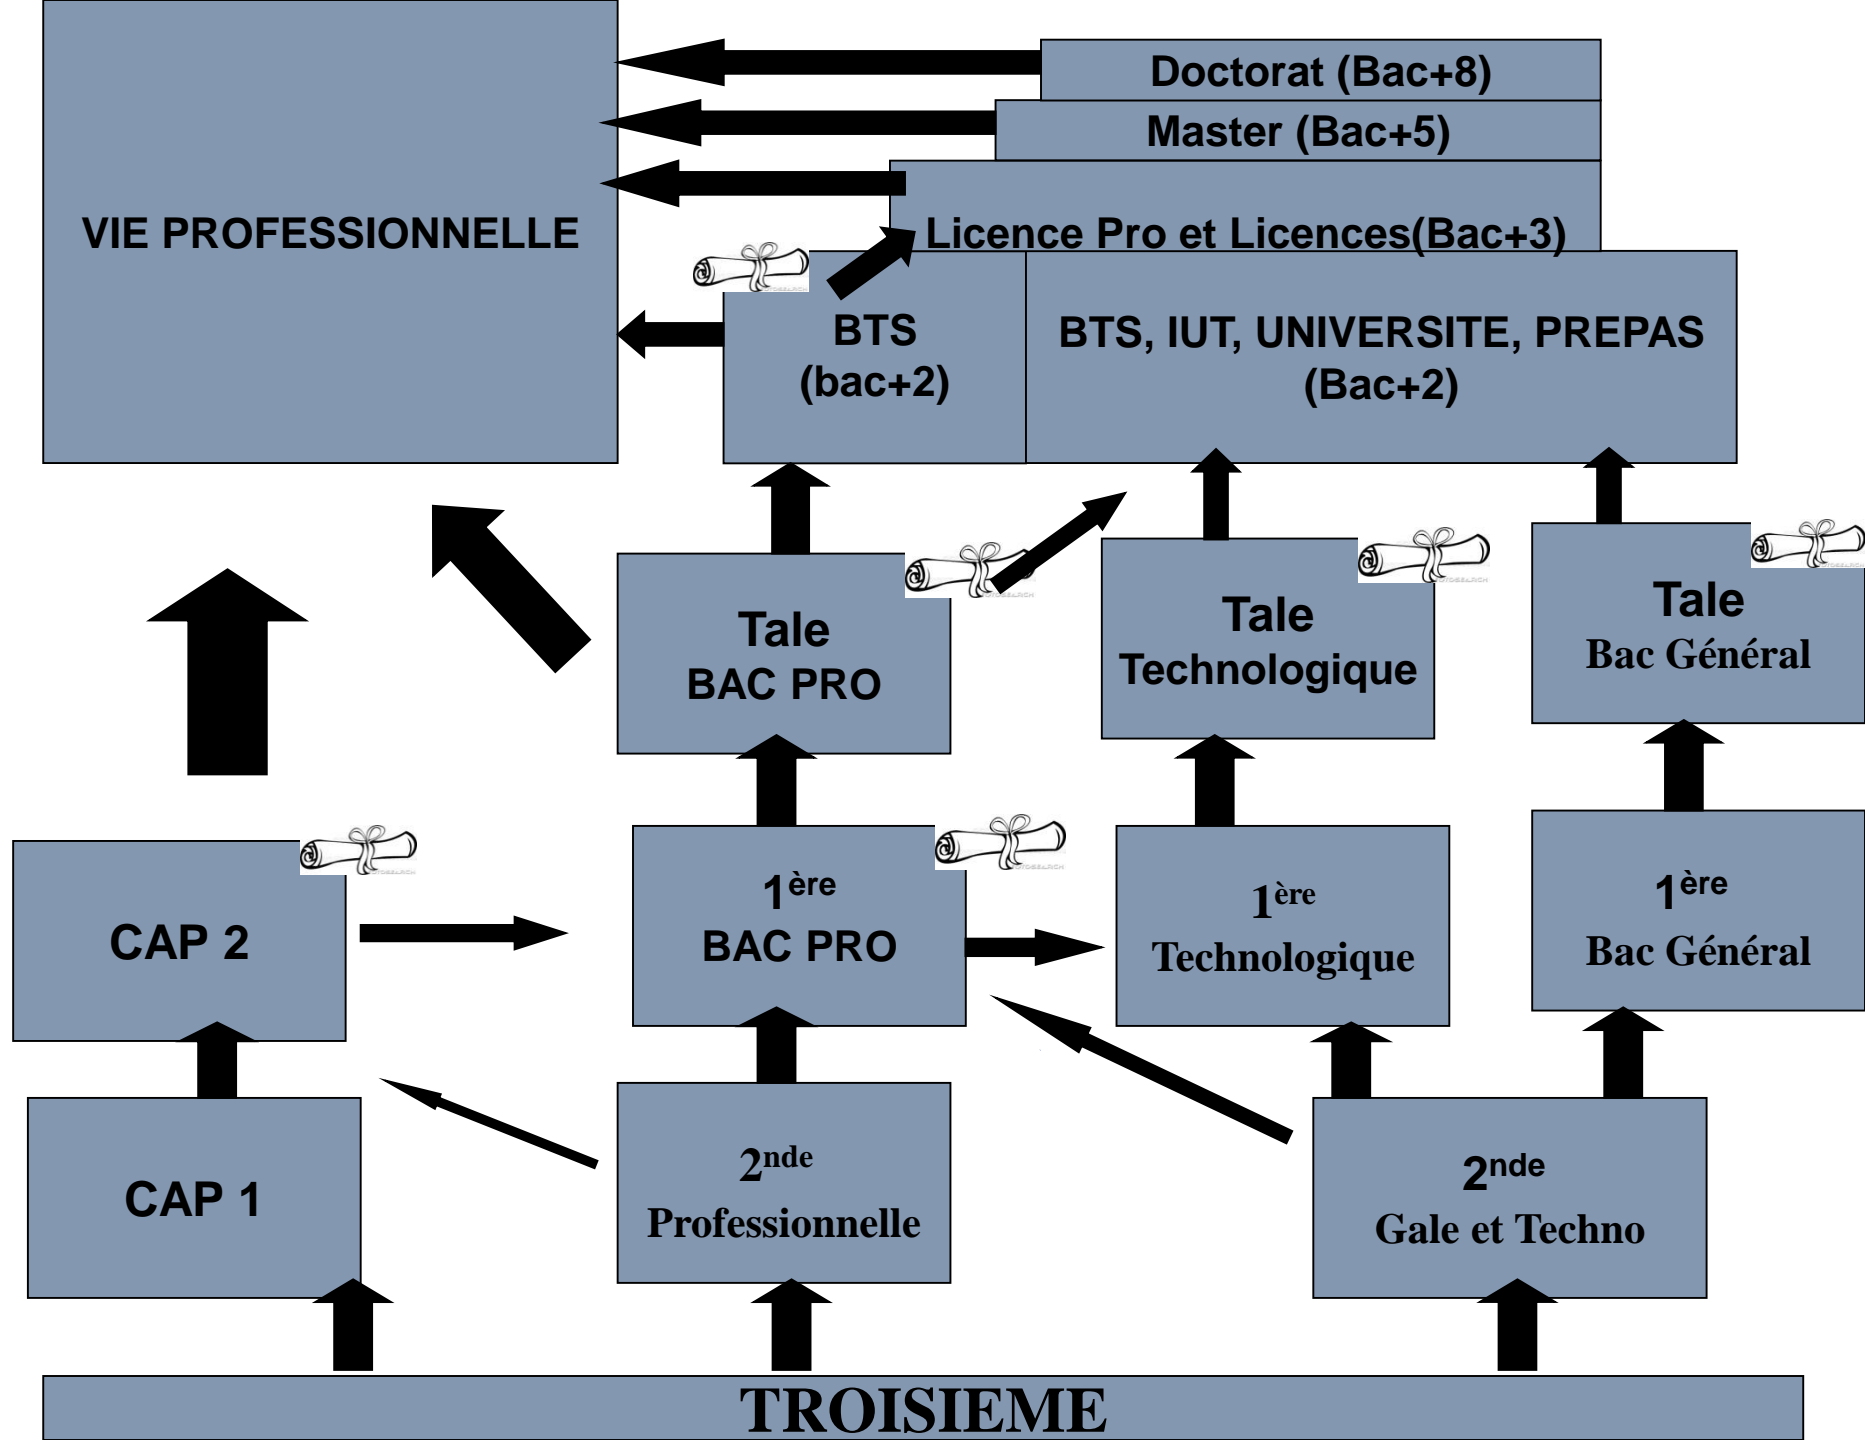 Doctorat (Bac+8)
Master (Bac+5)
VIE PROFESSIONNELLE
Licence Pro et Licences(Bac+3)
BTS
(bac+2)
BTS, IUT, UNIVERSITE, PREPAS
(Bac+2)
Tale
BAC PRO
Tale
Technologique
Tale
Bac Général
CAP 2
1ère
BAC PRO
1ère
Technologique
1ère
Bac Général
CAP 1
2nde
Professionnelle
2nde
Gale et Techno
TROISIEME